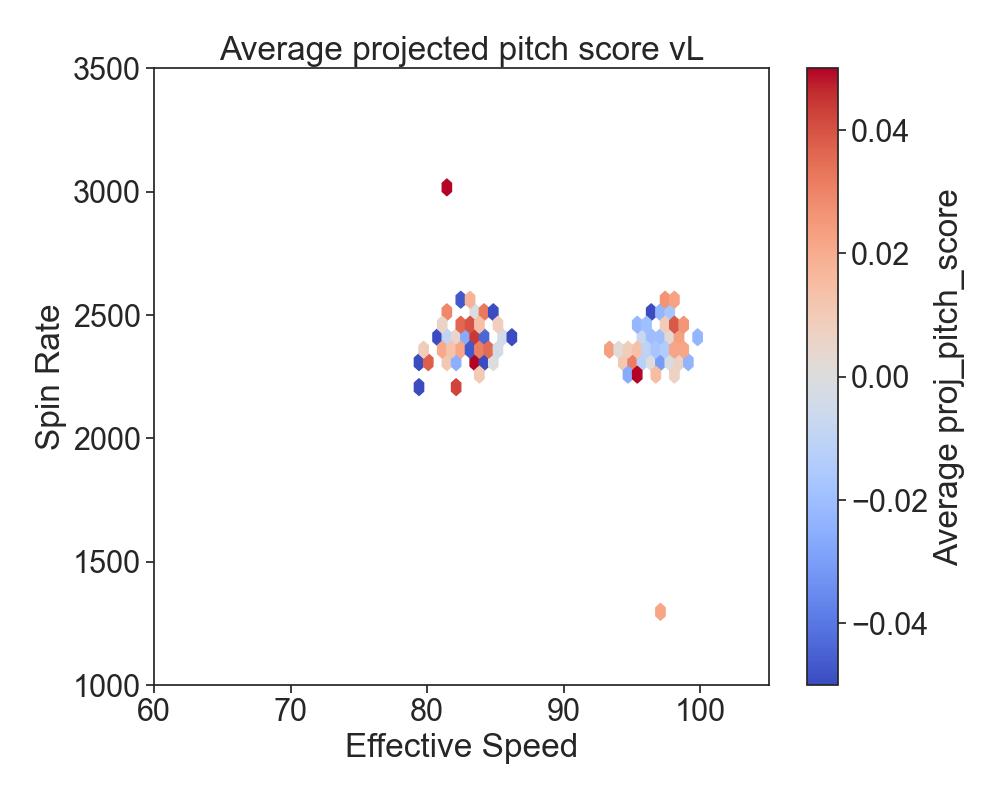 Average projected pitch score vL
3500
3000
2500
2000
1500
1000
Spin Rate
60 70 80 90 100
Effective Speed
0.04
0.02
0.00
−0.02
−0.04
Average proj_pitch_score